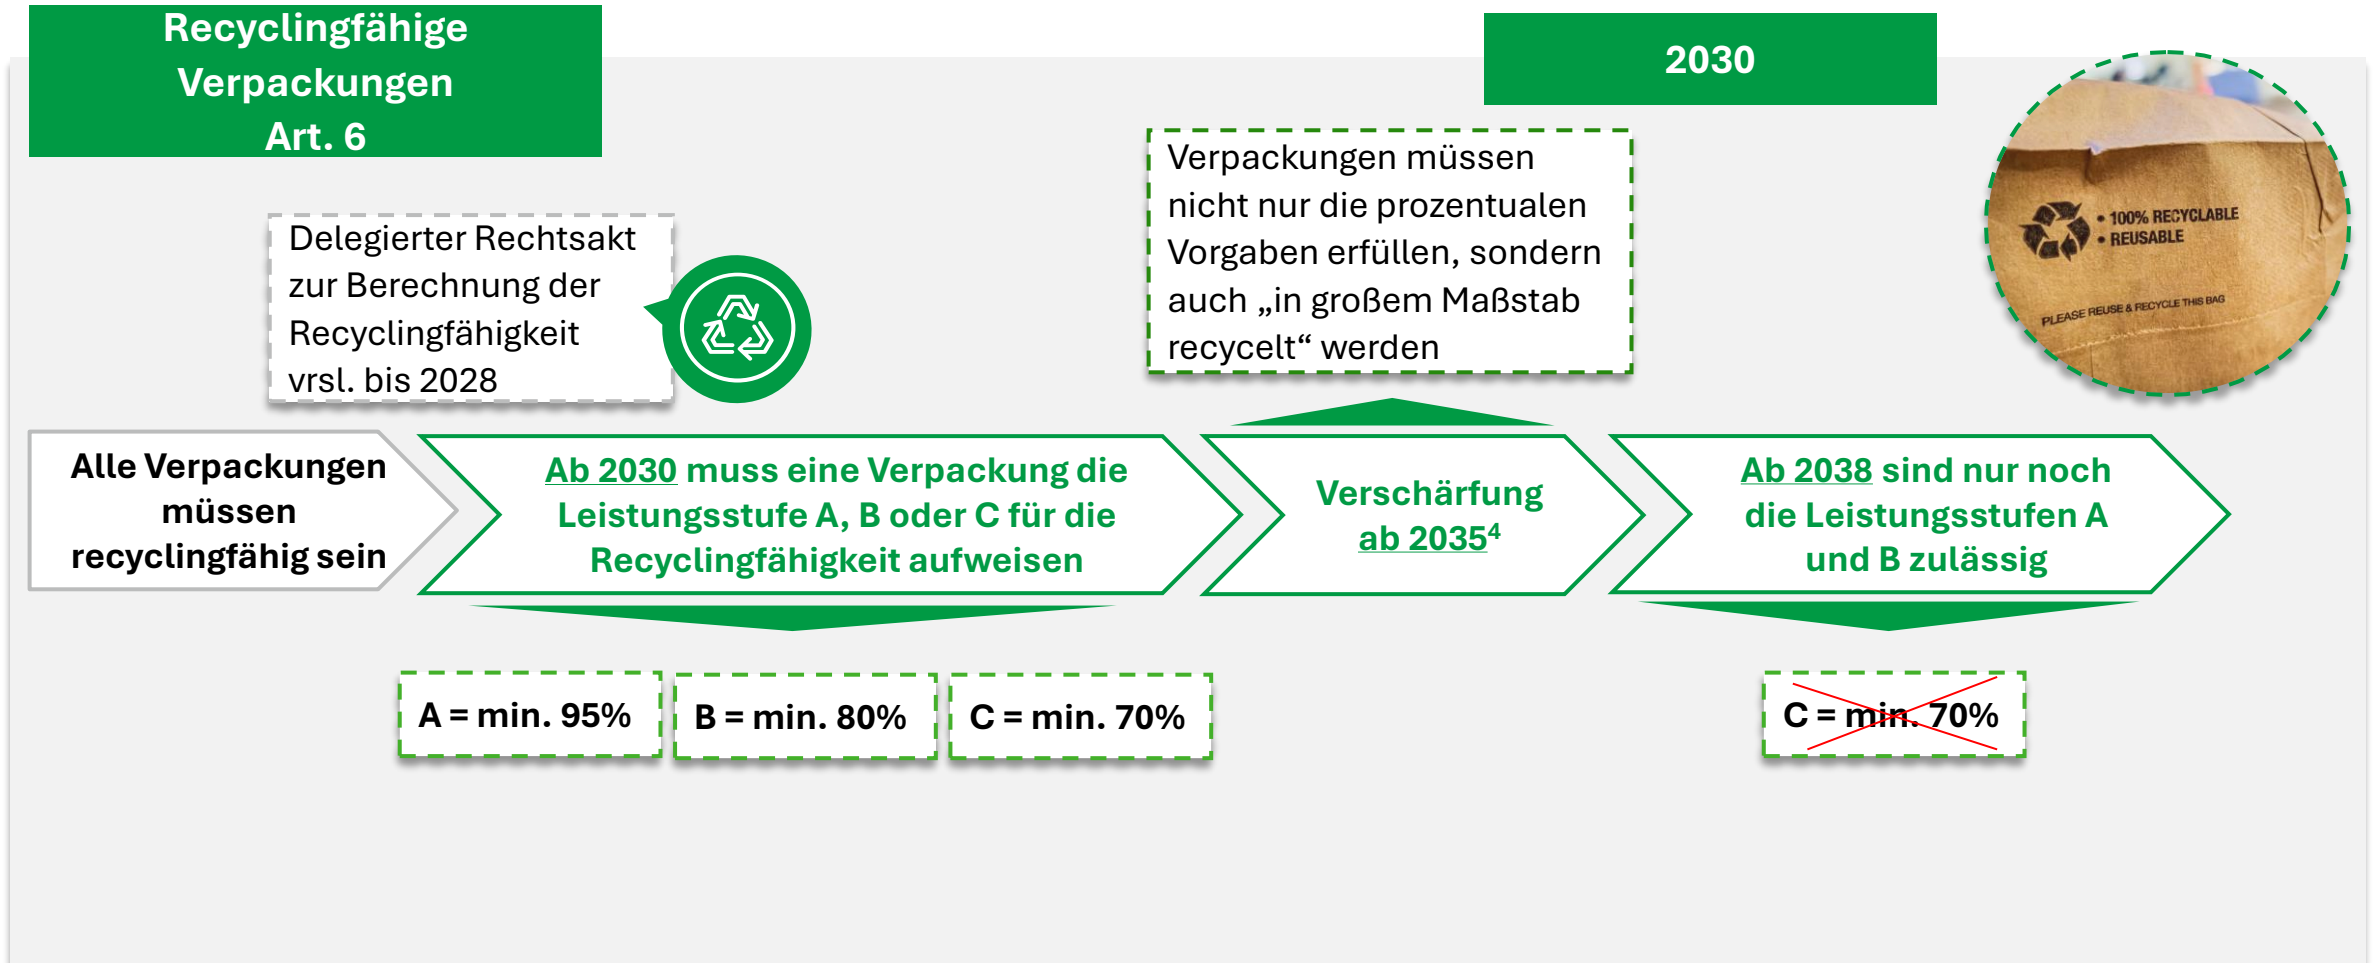 Recyclingfähige
Verpackungen
Art. 6
2030
Delegierter Rechtsakt
zur Berechnung der
Recyclingfähigkeit
vrsl. bis 2028
Verpackungen müssen
nicht nur die prozentualen
Vorgaben erfüllen, sondern
auch „in großem Maßstab
recycelt“ werden
• 100% RECYCLABLE
• REUSABLE
PLEASE REUSE & RECYCLE THIS BAG
Alle Verpackungen
müssen
recyclingfähig sein
Ab 2030 muss eine Verpackung die
Leistungsstufe A, B oder C für die
Recyclingfähigkeit aufweisen
Verschärfung
ab 2035⁴
Ab 2038 sind nur noch
die Leistungsstufen A
und B zulässig
A = min. 95%
B = min. 80%
C = min. 70%
C = min. 70%